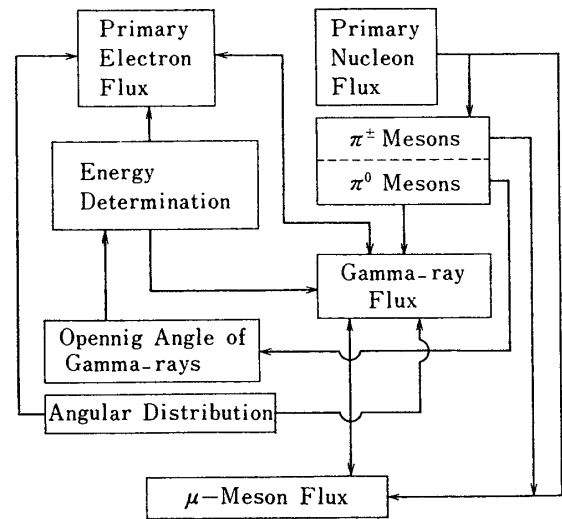 Primary
Electron
Flux
Primary
Nucleon
Flux
π± Mesons
π⁰ Mesons
Energy
Determination
Gamma-ray
Flux
Opennig Angle of
Gamma-rays
Angular Distribution
μ-Meson Flux